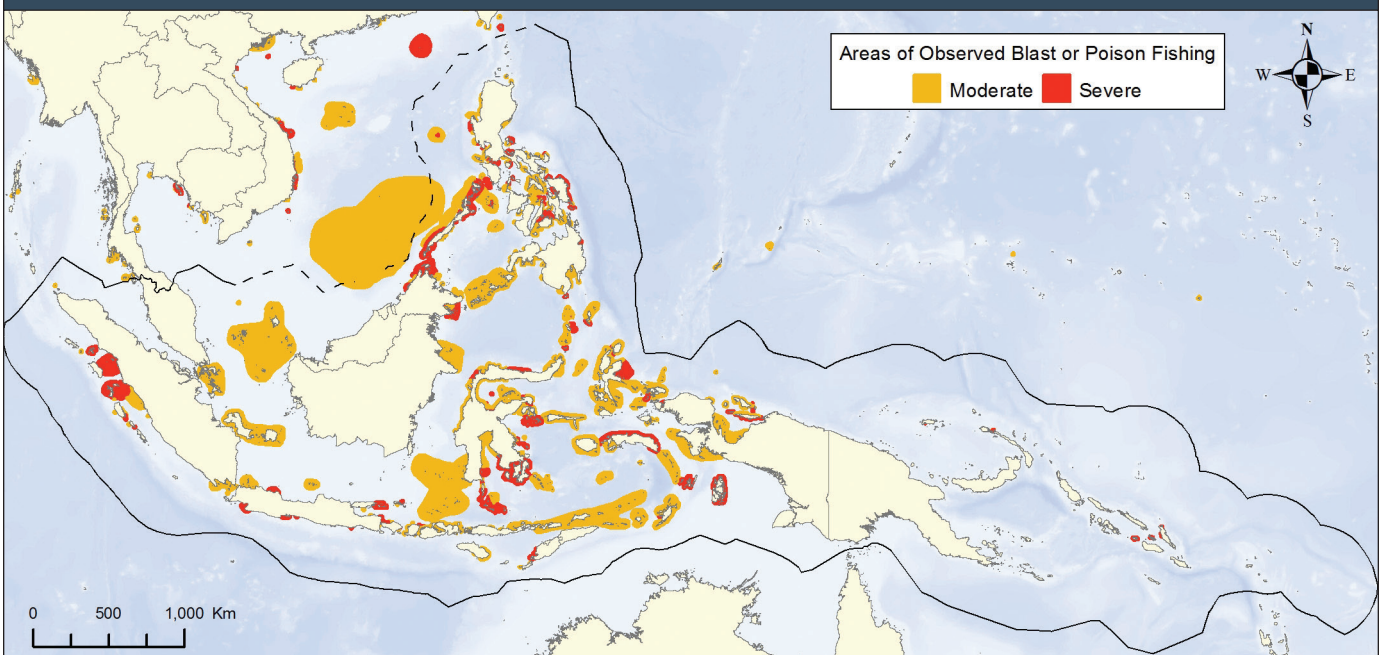 Areas of Observed Blast or Poison Fishing
Moderate Severe
N
W E
S
0 500 1,000 Km